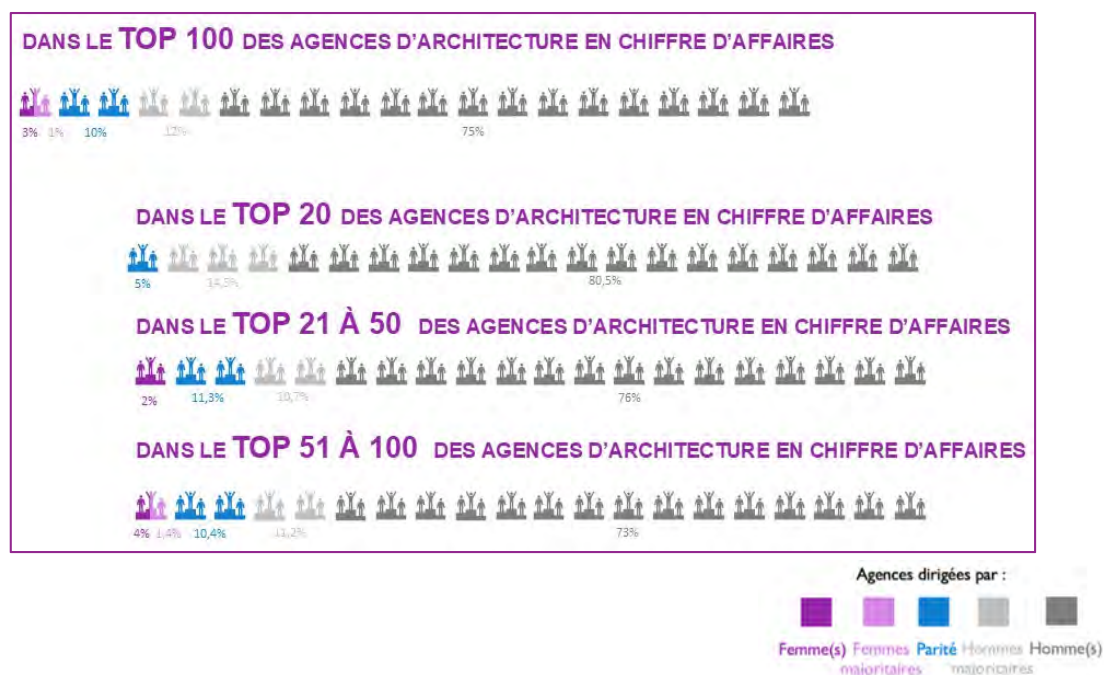 DANS LE TOP 100 DES AGENCES D'ARCHITECTURE EN CHIFFRE D'AFFAIRES
3% 1% 10% 12% 75%
DANS LE TOP 20 DES AGENCES D'ARCHITECTURE EN CHIFFRE D'AFFAIRES
5% 14,5% 80,5%
DANS LE TOP 21 À 50 DES AGENCES D'ARCHITECTURE EN CHIFFRE D'AFFAIRES
2% 11,3% 10,7% 76%
DANS LE TOP 51 À 100 DES AGENCES D'ARCHITECTURE EN CHIFFRE D'AFFAIRES
4% 1,4% 10,4% 11,2% 73%
Agences dirigées par :
Femme(s) Femmes Parité Hommes Homme(s)
majoritaires majoritaires